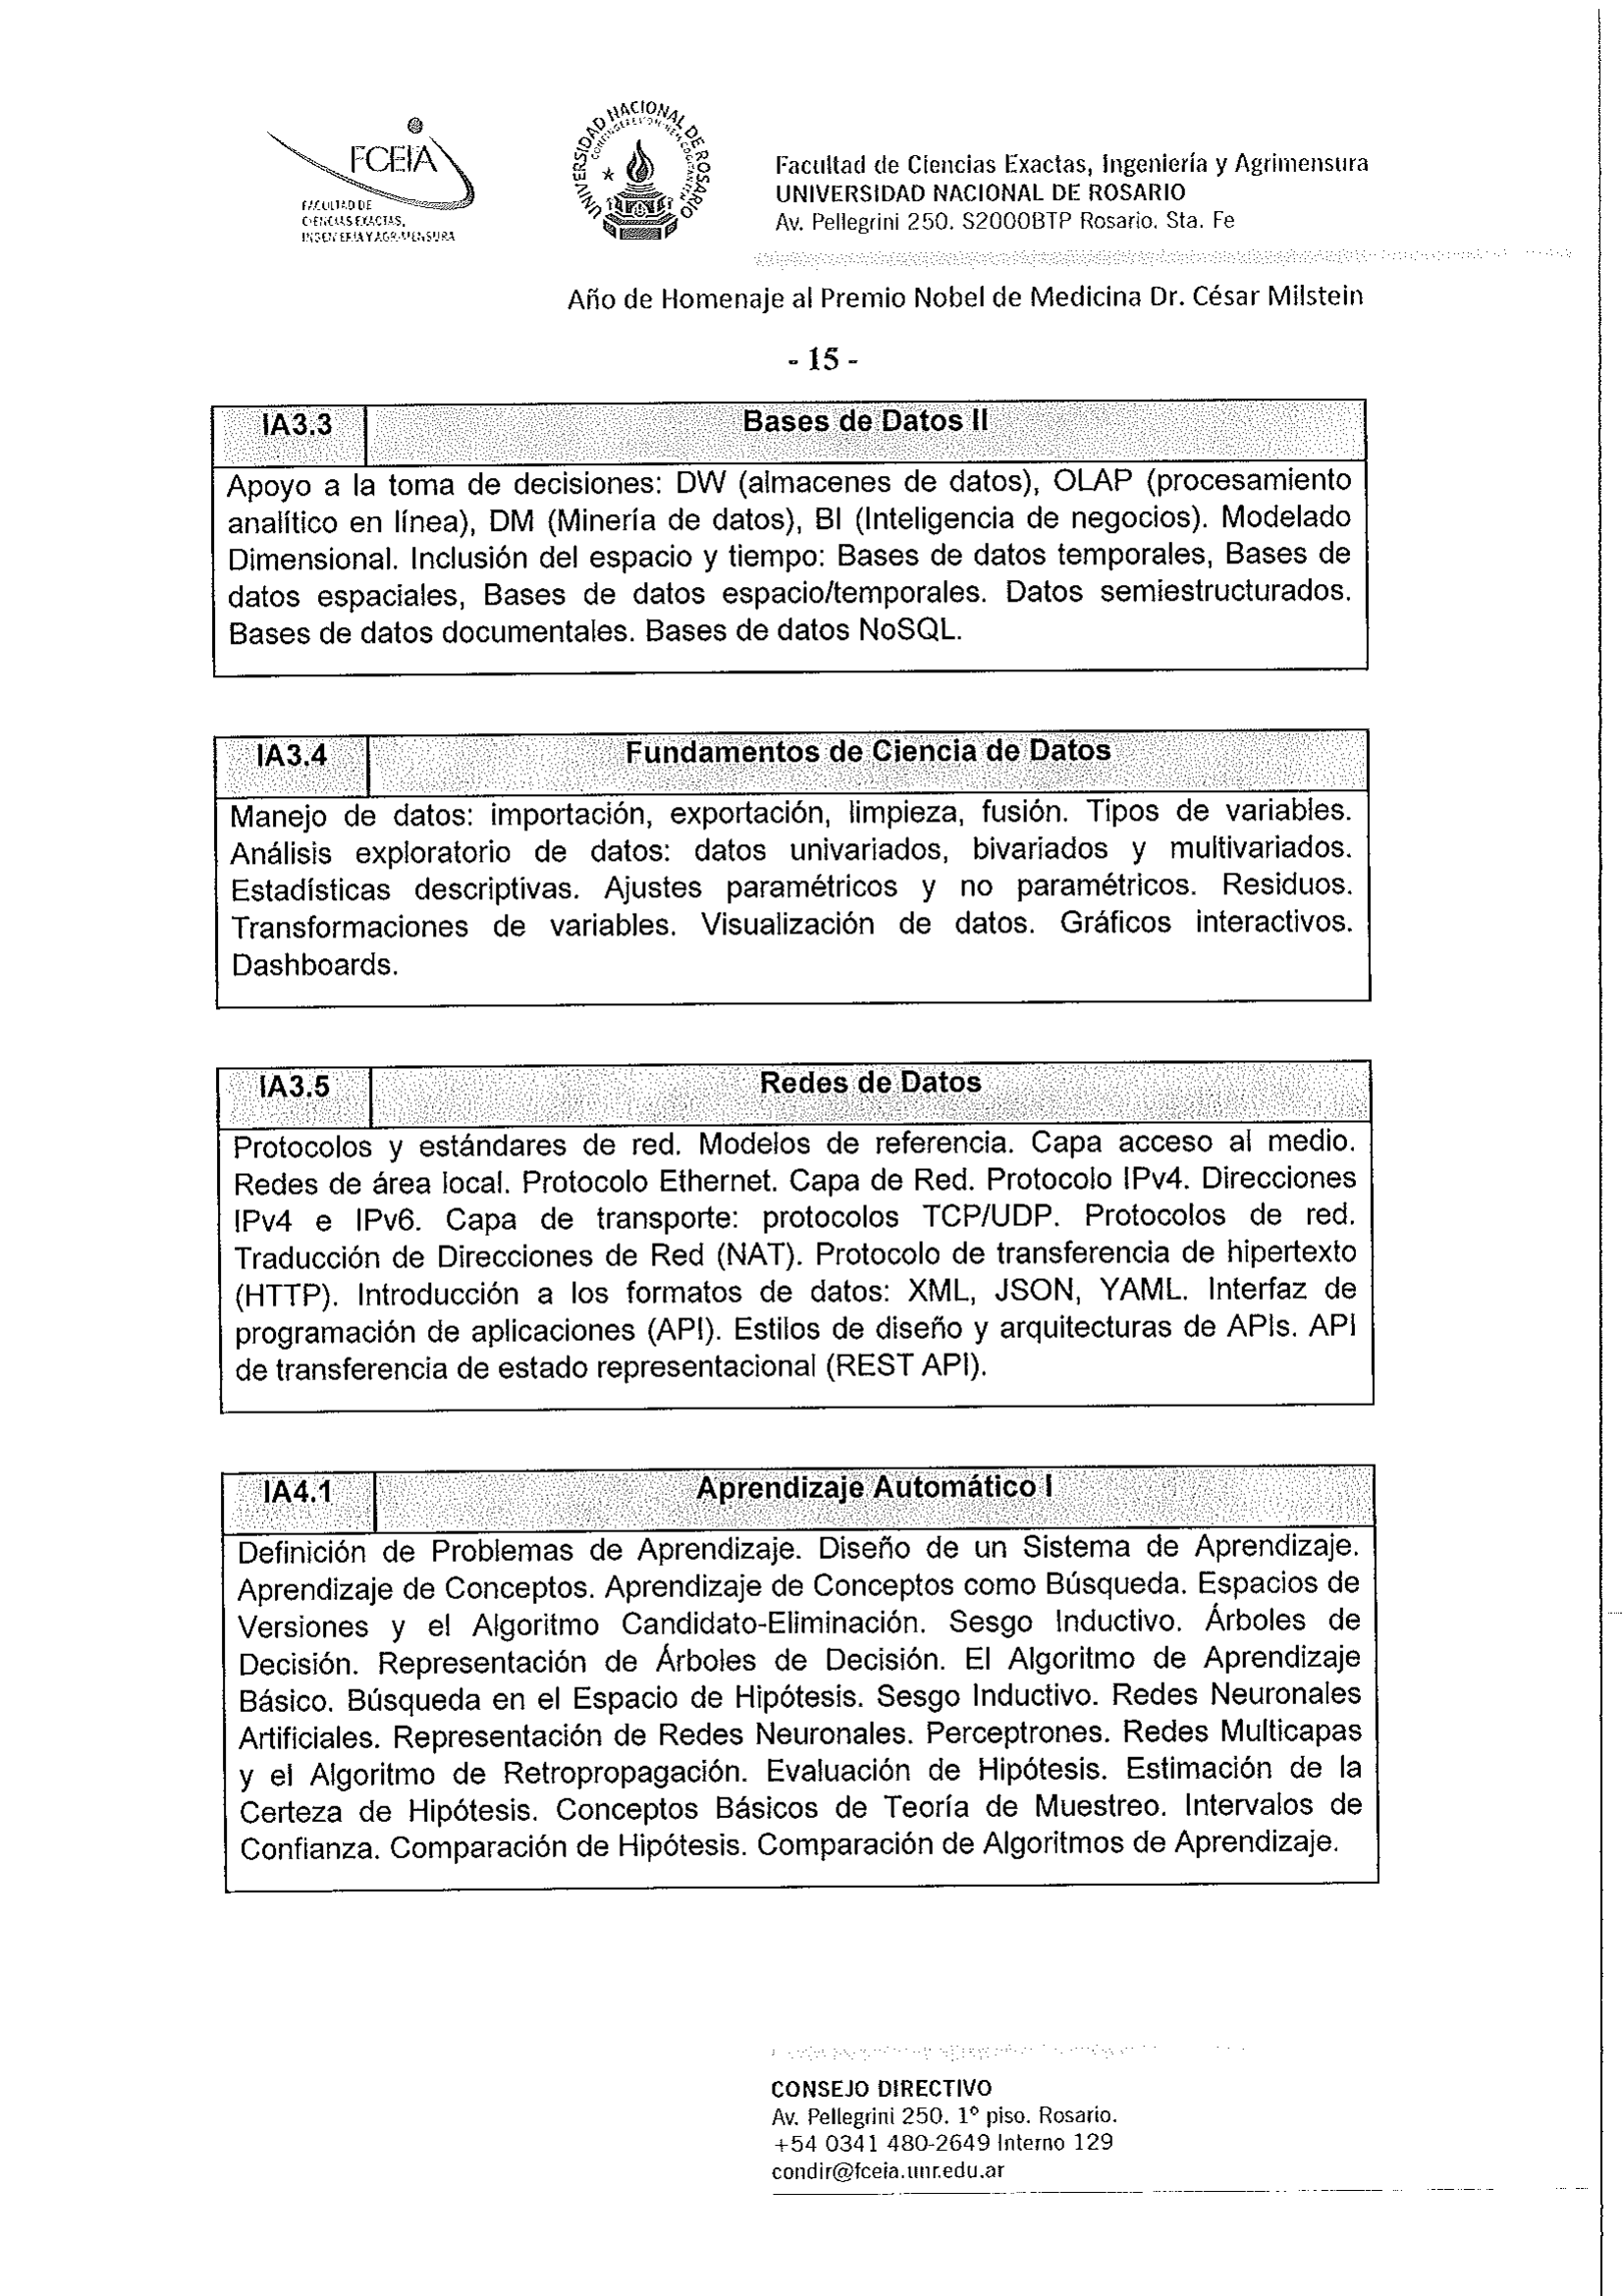 FCEIA
FACULTAD DE
CIENCIAS EXACTAS,
INGENIERÍA Y AGRIMENSURA
UNIVERSIDAD NACIONAL DE ROSARIO
Facultad de Ciencias Exactas, Ingeniería y Agrimensura
UNIVERSIDAD NACIONAL DE ROSARIO
Av. Pellegrini 250. S2000BTP Rosario. Sta. Fe
Año de Homenaje al Premio Nobel de Medicina Dr. César Milstein
- 15 -
IA3.3 Bases de Datos II
Apoyo a la toma de decisiones: DW (almacenes de datos), OLAP (procesamiento
analítico en línea), DM (Minería de datos), BI (Inteligencia de negocios). Modelado
Dimensional. Inclusión del espacio y tiempo: Bases de datos temporales, Bases de
datos espaciales, Bases de datos espacio/temporales. Datos semiestructurados.
Bases de datos documentales. Bases de datos NoSQL.
IA3.4 Fundamentos de Ciencia de Datos
Manejo de datos: importación, exportación, limpieza, fusión. Tipos de variables.
Análisis exploratorio de datos: datos univariados, bivariados y multivariados.
Estadísticas descriptivas. Ajustes paramétricos y no paramétricos. Residuos.
Transformaciones de variables. Visualización de datos. Gráficos interactivos.
Dashboards.
IA3.5 Redes de Datos
Protocolos y estándares de red. Modelos de referencia. Capa acceso al medio.
Redes de área local. Protocolo Ethernet. Capa de Red. Protocolo IPv4. Direcciones
IPv4 e IPv6. Capa de transporte: protocolos TCP/UDP. Protocolos de red.
Traducción de Direcciones de Red (NAT). Protocolo de transferencia de hipertexto
(HTTP). Introducción a los formatos de datos: XML, JSON, YAML. Interfaz de
programación de aplicaciones (API). Estilos de diseño y arquitecturas de APIs. API
de transferencia de estado representacional (REST API).
IA4.1 Aprendizaje Automático I
Definición de Problemas de Aprendizaje. Diseño de un Sistema de Aprendizaje.
Aprendizaje de Conceptos. Aprendizaje de Conceptos como Búsqueda. Espacios de
Versiones y el Algoritmo Candidato-Eliminación. Sesgo Inductivo. Árboles de
Decisión. Representación de Árboles de Decisión. El Algoritmo de Aprendizaje
Básico. Búsqueda en el Espacio de Hipótesis. Sesgo Inductivo. Redes Neuronales
Artificiales. Representación de Redes Neuronales. Perceptrones. Redes Multicapas
y el Algoritmo de Retropropagación. Evaluación de Hipótesis. Estimación de la
Certeza de Hipótesis. Conceptos Básicos de Teoría de Muestreo. Intervalos de
Confianza. Comparación de Hipótesis. Comparación de Algoritmos de Aprendizaje.
CONSEJO DIRECTIVO
Av. Pellegrini 250. 1º piso. Rosario.
+54 0341 480-2649 Interno 129
condir@fceia.unr.edu.ar